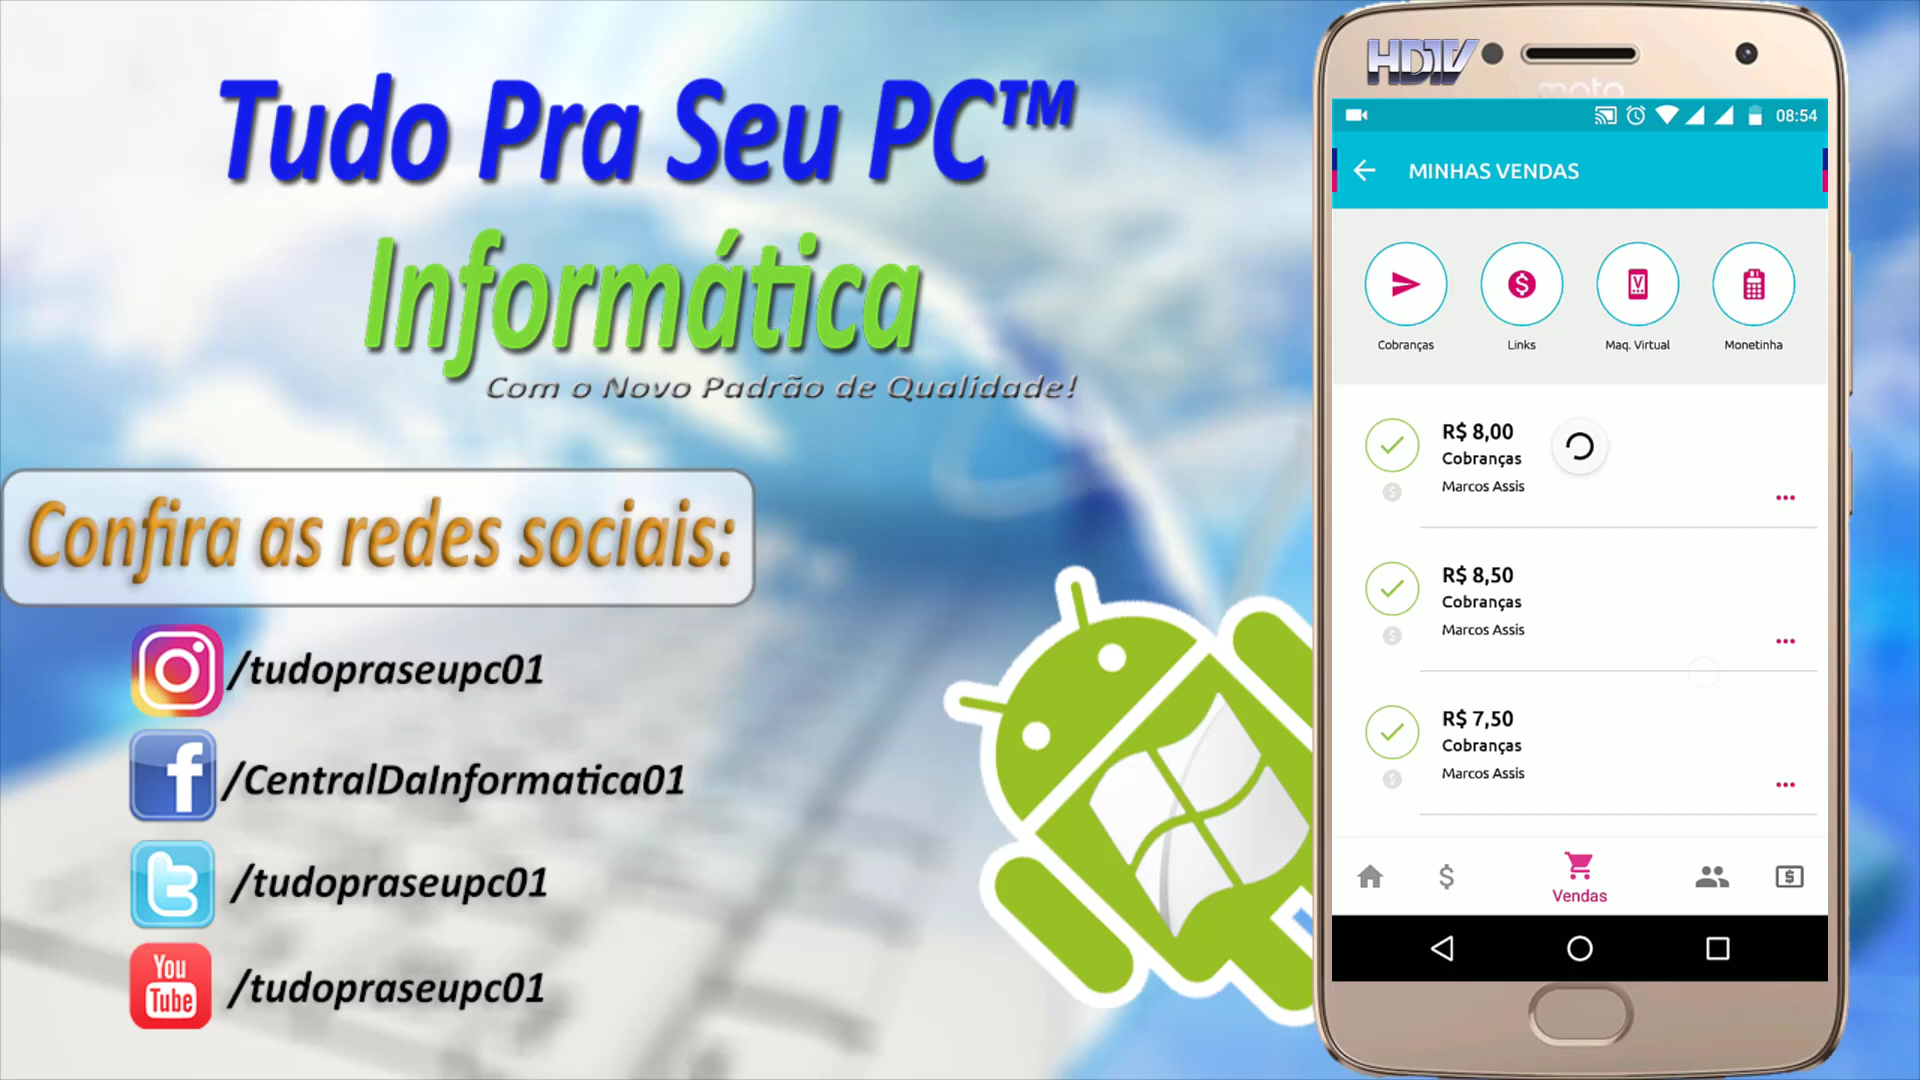 Tudo Pra Seu PC™
Informática
Com o Novo Padrão de Qualidade!
Confira as redes sociais:
/tudopraseupc01
f /CentralDaInformatica01
t /tudopraseupc01
You
Tube /tudopraseupc01
HDTV
moto
08:54
MINHAS VENDAS
Cobranças Links Maq. Virtual Monetinha
R$ 8,00
Cobranças
Marcos Assis
R$ 8,50
Cobranças
Marcos Assis
R$ 7,50
Cobranças
Marcos Assis
Vendas